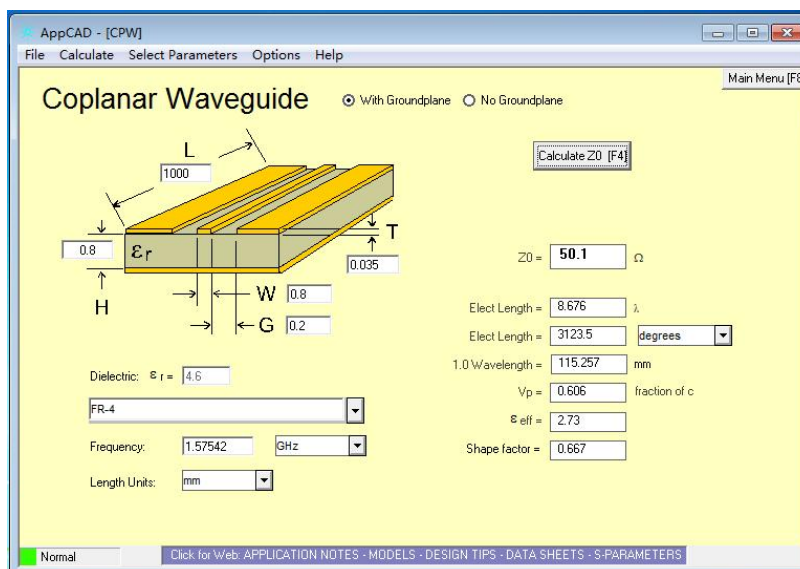 AppCAD - [CPW]
File Calculate Select Parameters Options Help
Main Menu [F8
Coplanar Waveguide
With Groundplane No Groundplane
Calculate Z0 [F4]
L
1000
T
0.8
εr
0.035
Z0 = 50.1 Ω
H
W 0.8
G 0.2
Elect Length = 8.676 λ
Elect Length = 3123.5 degrees
1.0 Wavelength = 115.257 mm
Vp = 0.606 fraction of c
ε eff = 2.73
Shape factor = 0.667
Dielectric: ε r = 4.6
FR-4
Frequency: 1.57542 GHz
Length Units: mm
Normal
Click for Web: APPLICATION NOTES - MODELS - DESIGN TIPS - DATA SHEETS - S-PARAMETERS